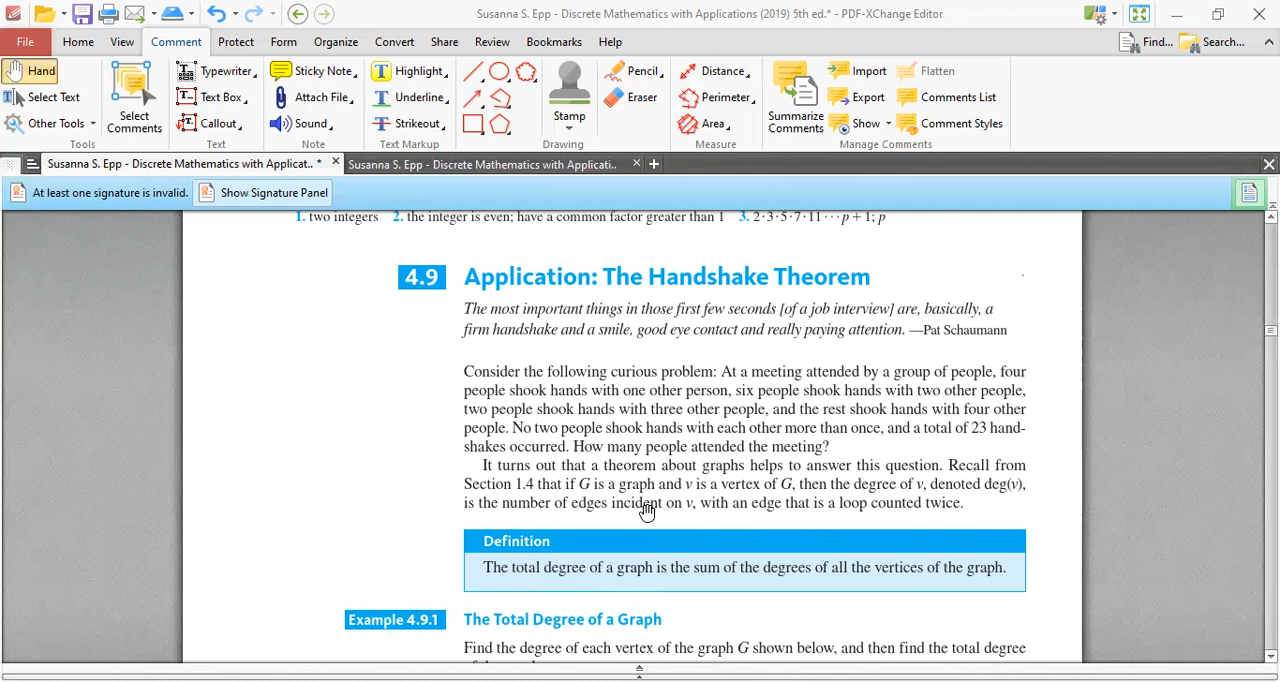 Susanna S. Epp - Discrete Mathematics with Applications (2019) 5th ed.* - PDF-XChange Editor
File Home View Comment Protect Form Organize Convert Share Review Bookmarks Help Find... Search...
Hand Typewriter Sticky Note Highlight Pencil Distance Import Flatten
Select Text Text Box Attach File Underline Eraser Perimeter Export Comments List
Other Tools Select Comments Callout Sound Strikeout Stamp Area Summarize Comments Show Comment Styles
Tools Text Note Text Markup Drawing Measure Manage Comments
Susanna S. Epp - Discrete Mathematics with Applicat.. * Susanna S. Epp - Discrete Mathematics with Applicati..
At least one signature is invalid. Show Signature Panel
1. two integers 2. the integer is even; have a common factor greater than 1 3. 2·3·5·7·11···p + 1; p
4.9 Application: The Handshake Theorem
The most important things in those first few seconds [of a job interview] are, basically, a
firm handshake and a smile, good eye contact and really paying attention. —Pat Schaumann
Consider the following curious problem: At a meeting attended by a group of people, four
people shook hands with one other person, six people shook hands with two other people,
two people shook hands with three other people, and the rest shook hands with four other
people. No two people shook hands with each other more than once, and a total of 23 hand-
shakes occurred. How many people attended the meeting?
It turns out that a theorem about graphs helps to answer this question. Recall from
Section 1.4 that if G is a graph and v is a vertex of G, then the degree of v, denoted deg(v),
is the number of edges incident on v, with an edge that is a loop counted twice.
Definition
The total degree of a graph is the sum of the degrees of all the vertices of the graph.
Example 4.9.1 The Total Degree of a Graph
Find the degree of each vertex of the graph G shown below, and then find the total degree